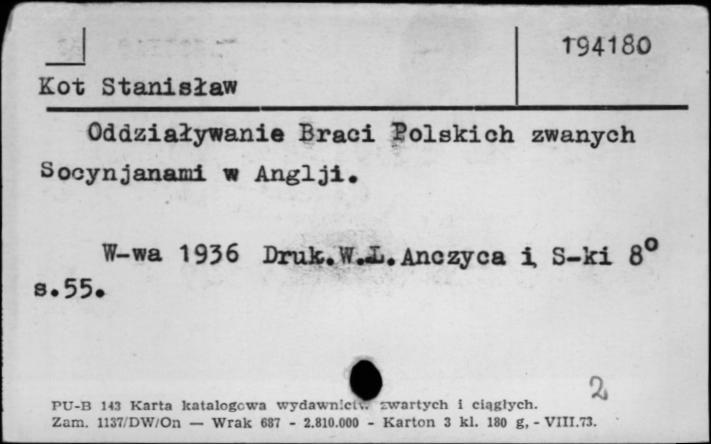 194180
Kot Stanisław
Oddziaływanie Braci Polskich zwanych
Socynjanami w Anglji.
W-wa 1936 Druk.W.L.Anczyca i S-ki 8°
s.55.
2
PU-B 143 Karta katalogowa wydawnictw zwartych i ciągłych.
Zam. 1137/DW/On — Wrak 687 - 2.810.000 - Karton 3 kl. 180 g, - VIII.73.